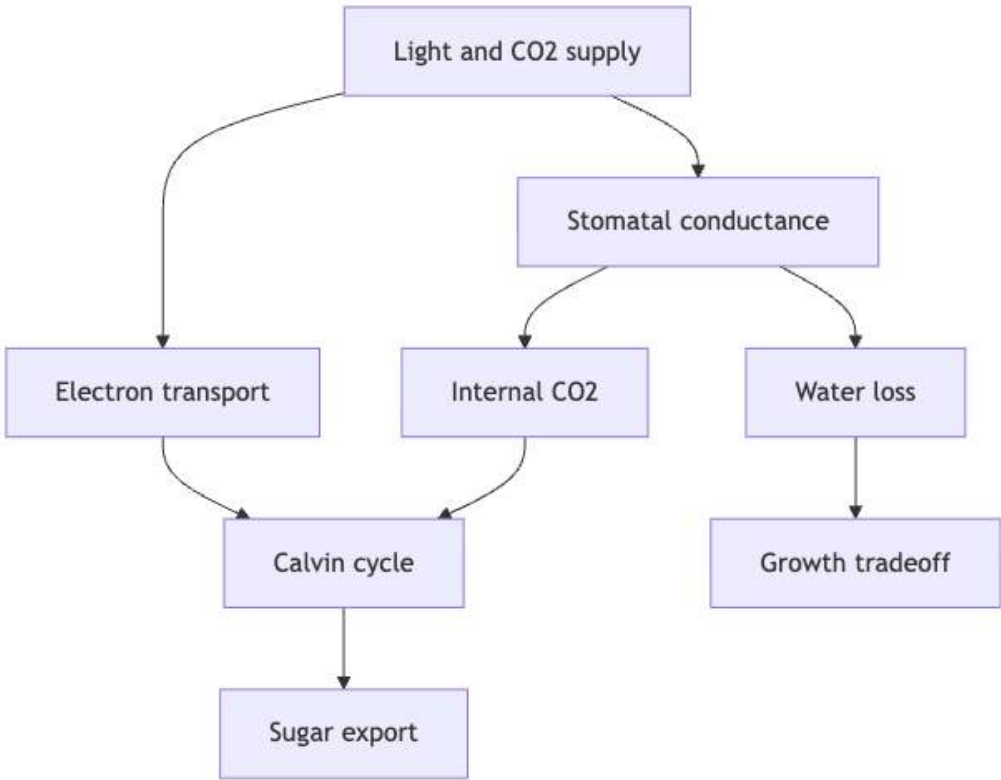 Light and CO2 supply
Stomatal conductance
Electron transport
Internal CO2
Water loss
Calvin cycle
Growth tradeoff
Sugar export